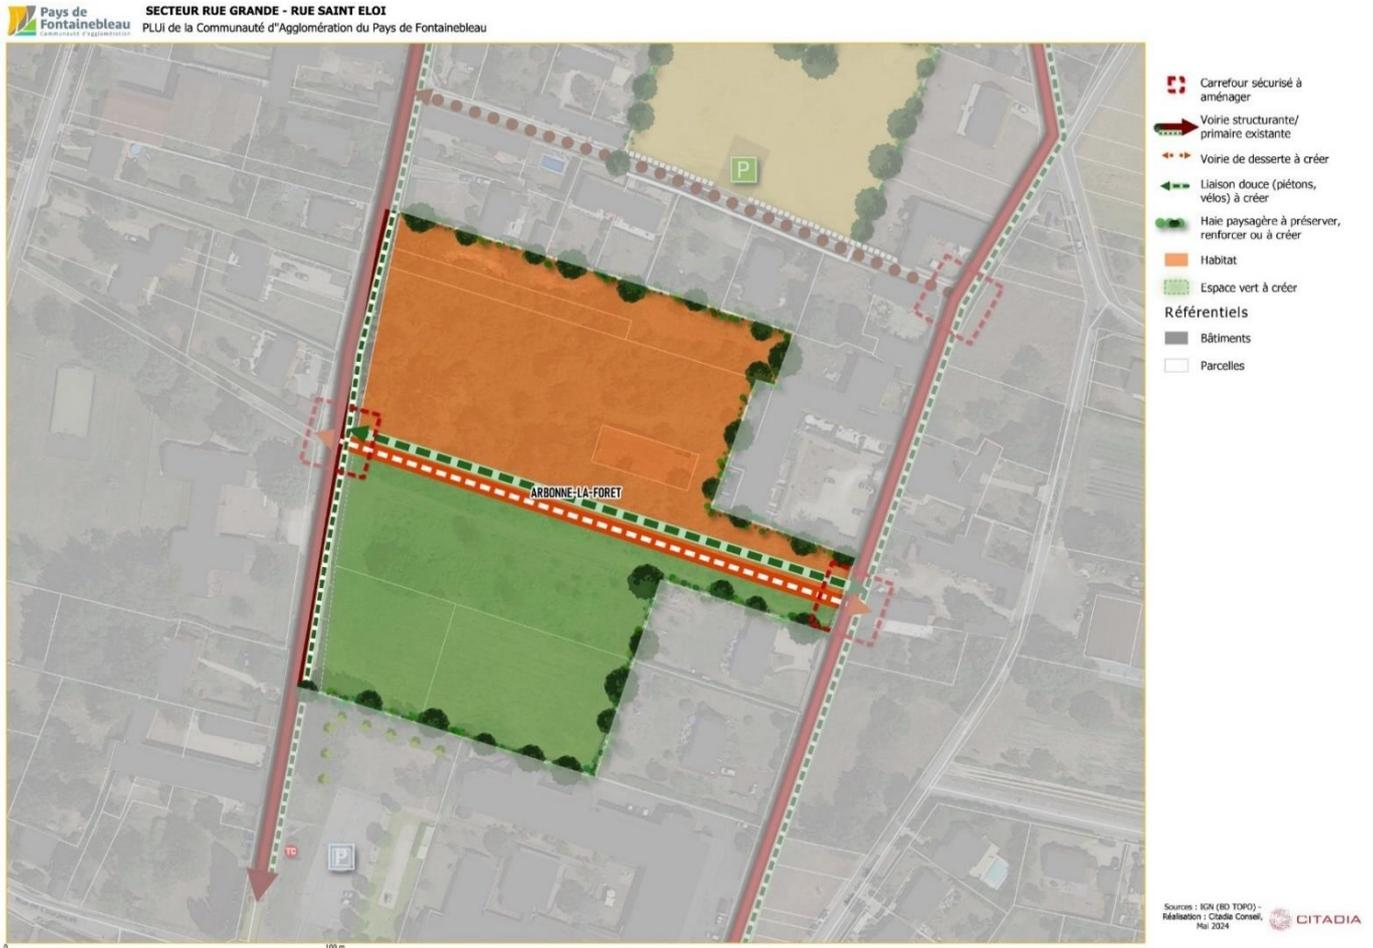 Pays de
Fontainebleau
Communauté d'agglomération
SECTEUR RUE GRANDE - RUE SAINT ELOI
PLUi de la Communauté d''Agglomération du Pays de Fontainebleau
P
ARBONNE-LA-FORET
TC
P
Carrefour sécurisé à
aménager
Voirie structurante/
primaire existante
Voirie de desserte à créer
Liaison douce (piétons,
vélos) à créer
Haie paysagère à préserver,
renforcer ou à créer
Habitat
Espace vert à créer
Référentiels
Bâtiments
Parcelles
Sources : IGN (BD TOPO) -
Réalisation : Citadia Conseil,
Mai 2024
CITADIA
0
100 m